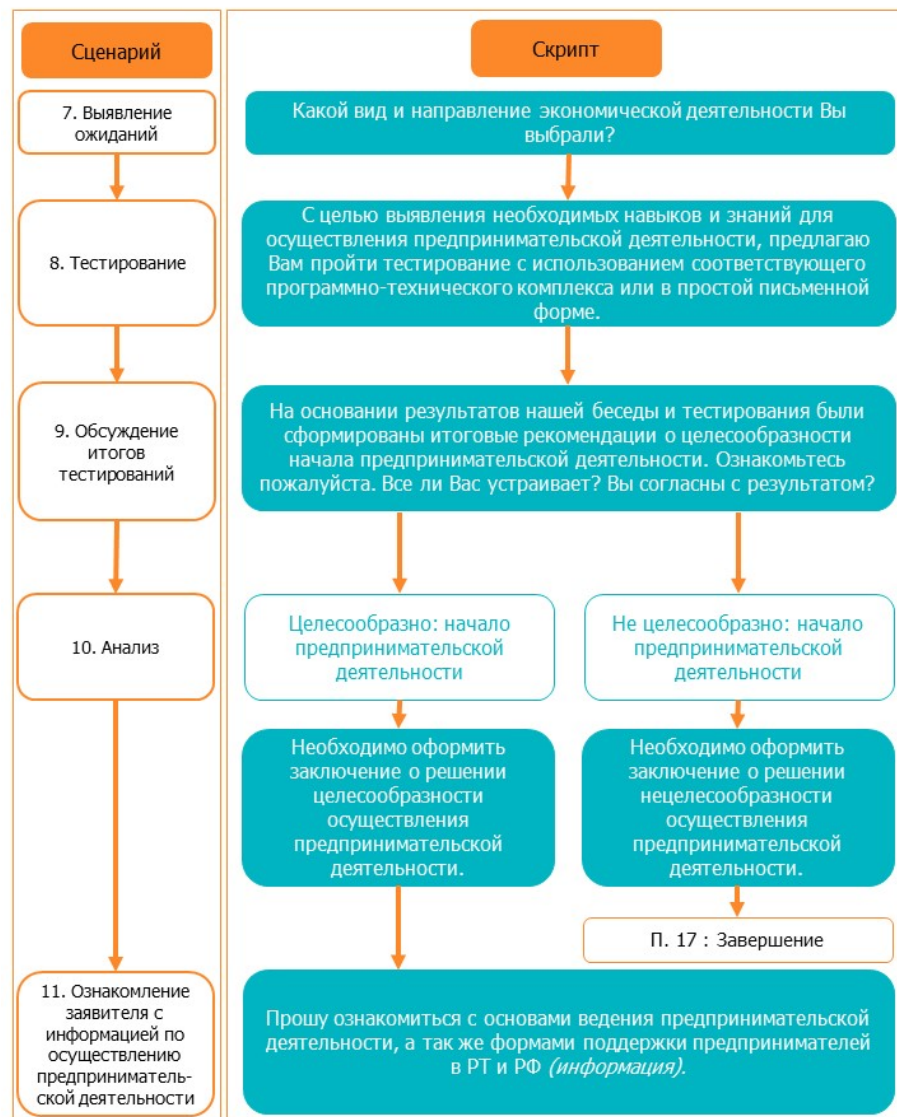 Сценарий
Скрипт
7. Выявление
ожиданий
Какой вид и направление экономической деятельности Вы
выбрали?
8. Тестирование
С целью выявления необходимых навыков и знаний для
осуществления предпринимательской деятельности, предлагаю
Вам пройти тестирование с использованием соответствующего
программно-технического комплекса или в простой письменной
форме.
9. Обсуждение
итогов
тестирований
На основании результатов нашей беседы и тестирования были
сформированы итоговые рекомендации о целесообразности
начала предпринимательской деятельности. Ознакомьтесь
пожалуйста. Все ли Вас устраивает? Вы согласны с результатом?
10. Анализ
Целесообразно: начало
предпринимательской
деятельности
Не целесообразно: начало
предпринимательской
деятельности
Необходимо оформить
заключение о решении
целесообразности
осуществления
предпринимательской
деятельности.
Необходимо оформить
заключение о решении
нецелесообразности
осуществления
предпринимательской
деятельности.
П. 17 : Завершение
11. Ознакомление
заявителя с
информацией по
осуществлению
предприниматель-
ской деятельности
Прошу ознакомиться с основами ведения предпринимательской
деятельности, а так же формами поддержки предпринимателей
в РТ и РФ (информация).